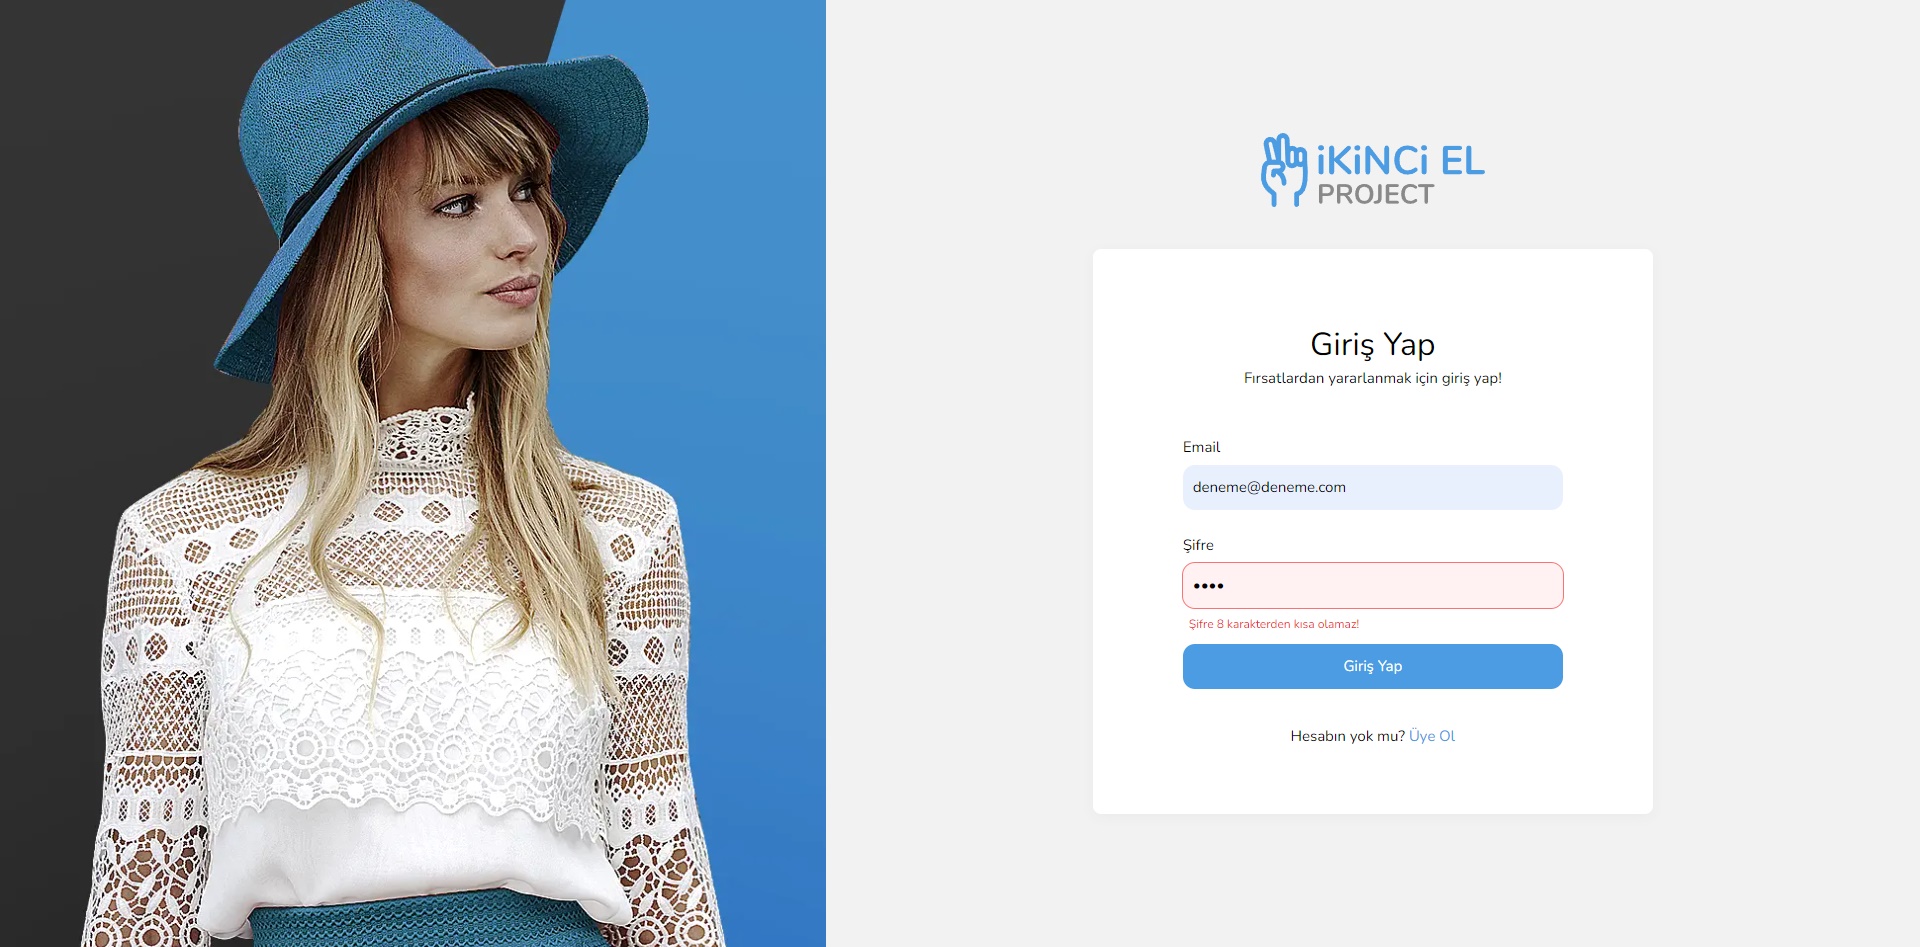 iKiNCi EL
PROJECT
Giriş Yap
Fırsatlardan yararlanmak için giriş yap!
Email
deneme@deneme.com
Şifre
••••
Şifre 8 karakterden kısa olamaz!
Giriş Yap
Hesabın yok mu? Üye Ol